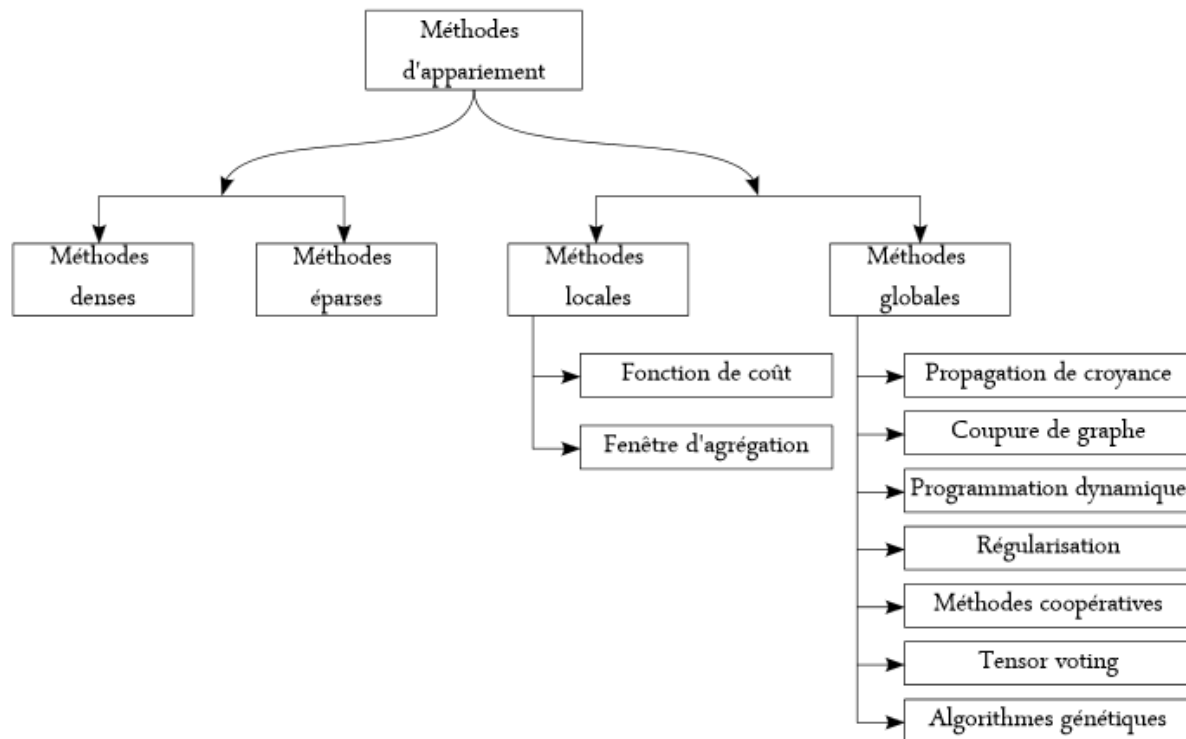 Méthodes
d'appariement
Méthodes
denses
Méthodes
éparses
Méthodes
locales
Méthodes
globales
Fonction de coût
Fenêtre d'agrégation
Propagation de croyance
Coupure de graphe
Programmation dynamique
Régularisation
Méthodes coopératives
Tensor voting
Algorithmes génétiques